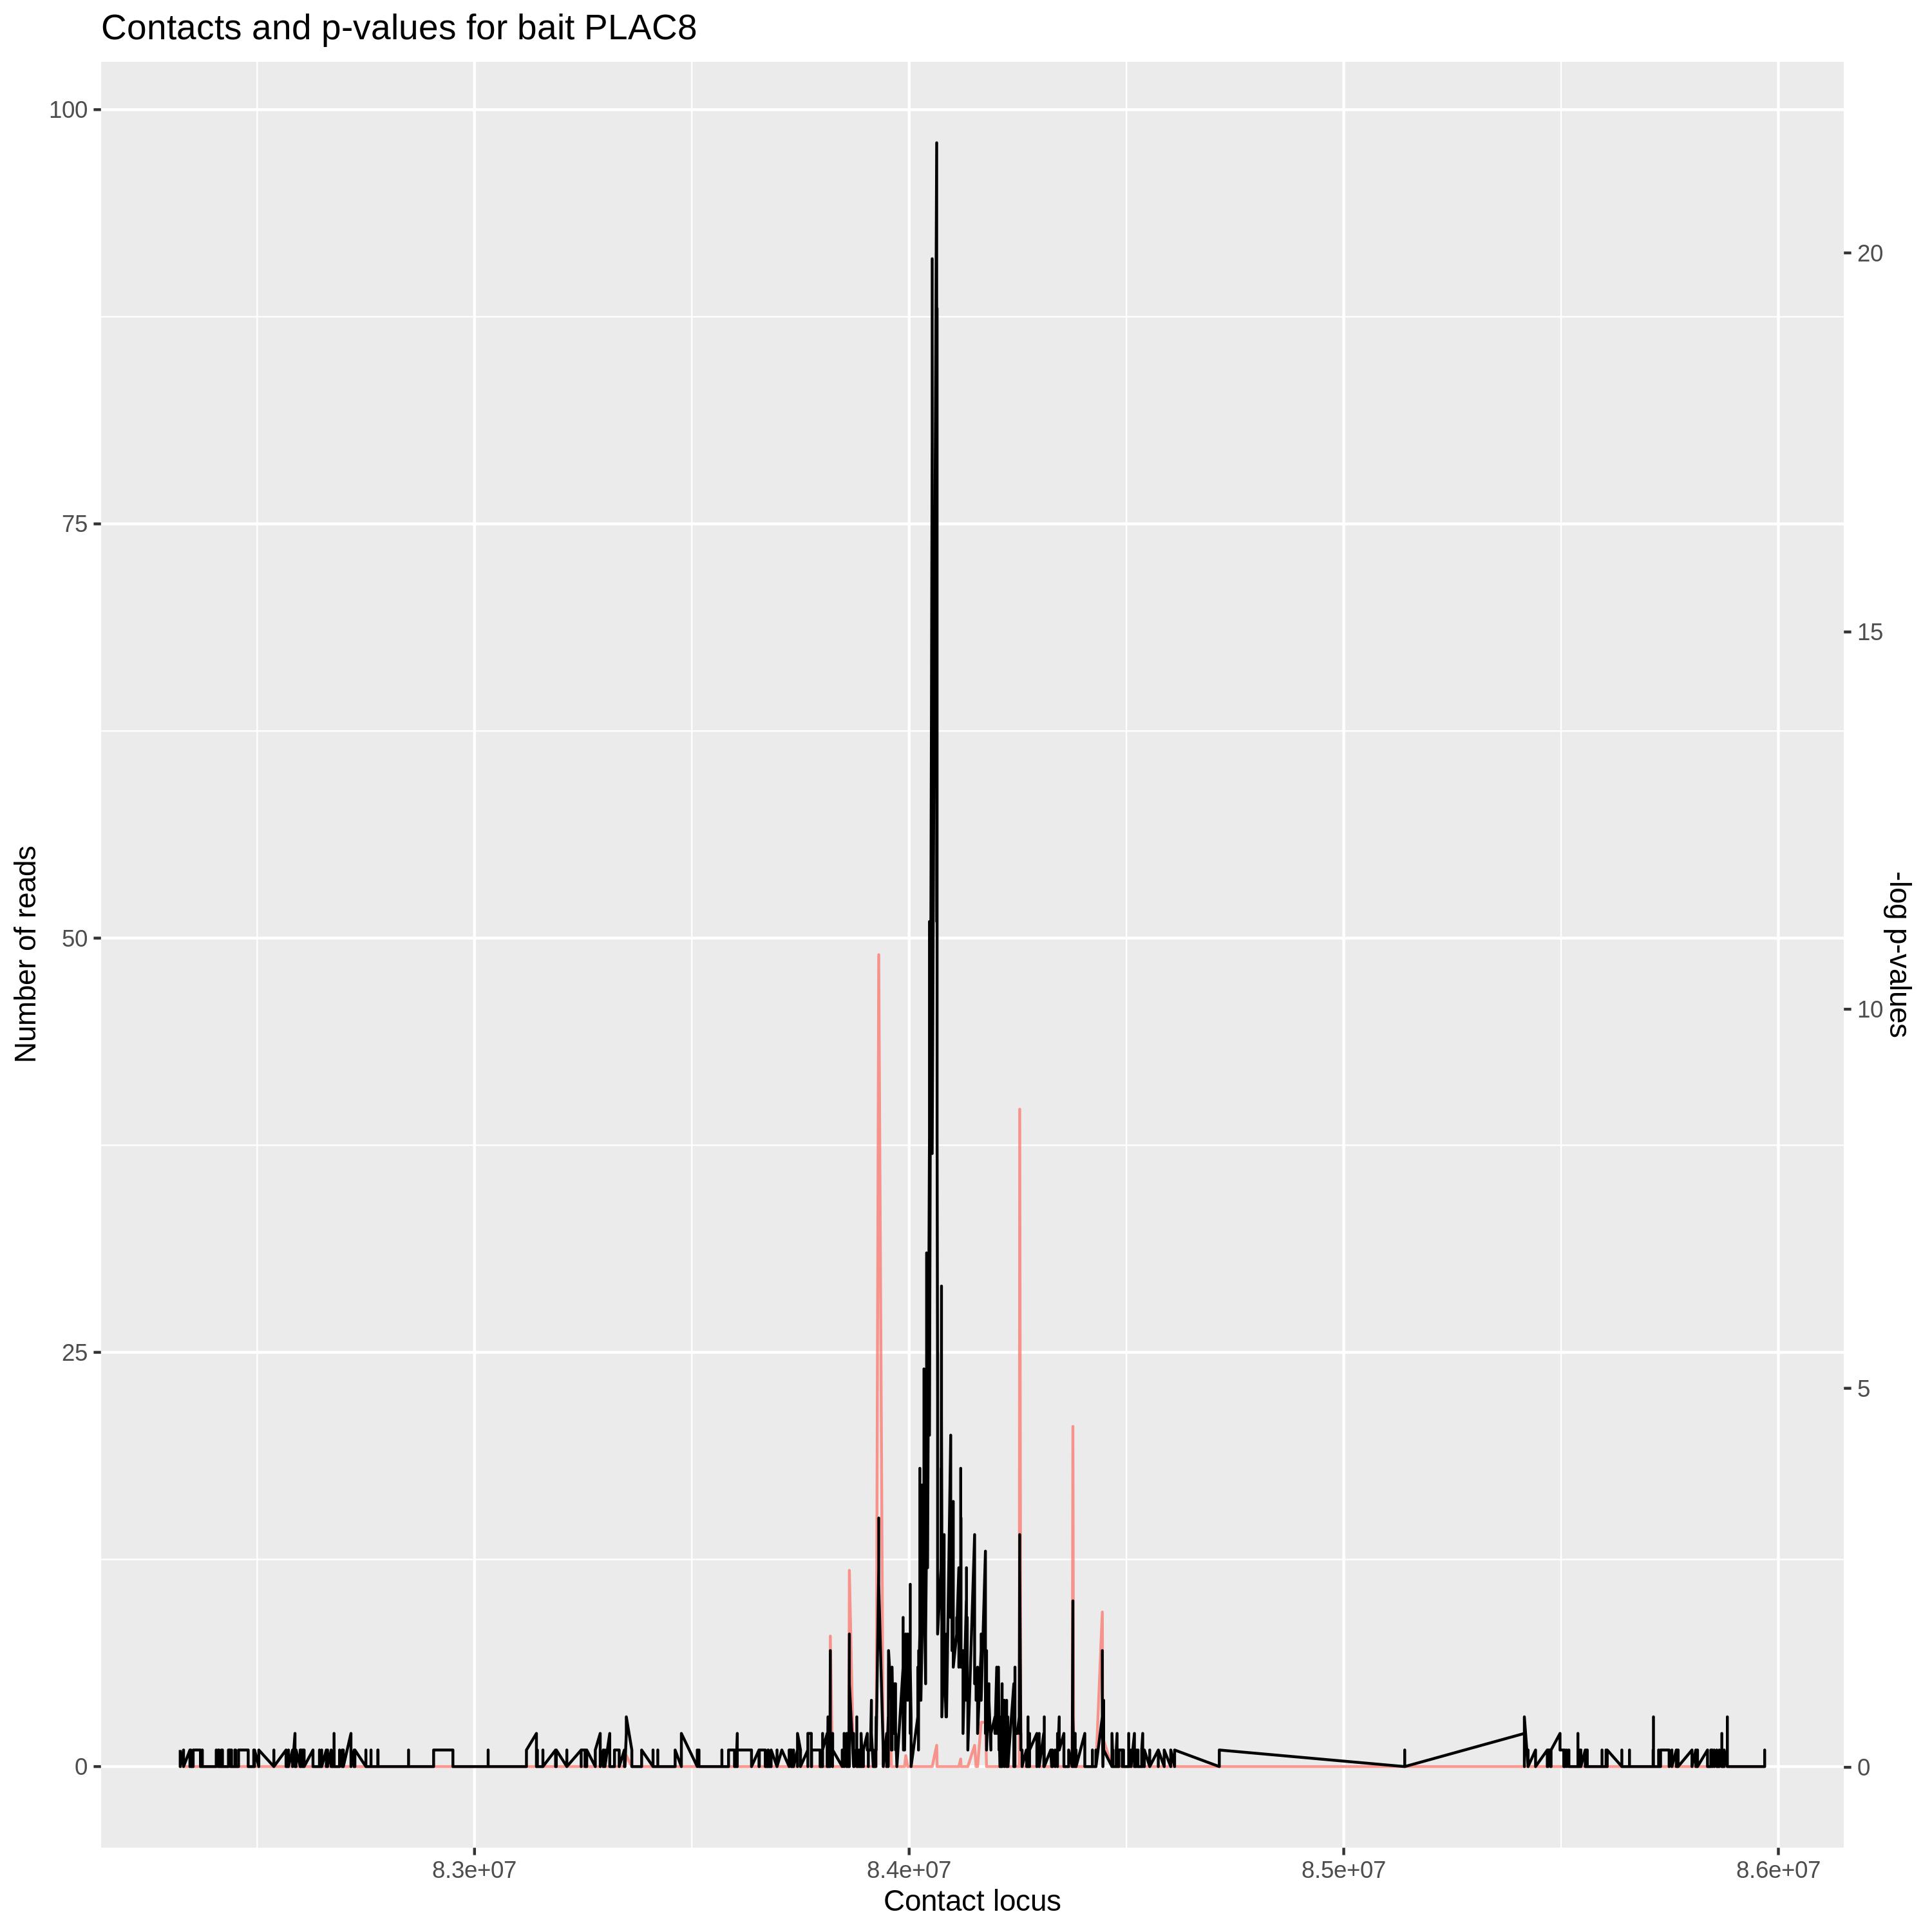 Contacts and p-values for bait PLAC8
100
75
50
25
0
Number of reads
20
15
10
5
0
-log p-values
8.3e+07 8.4e+07 8.5e+07 8.6e+07
Contact locus